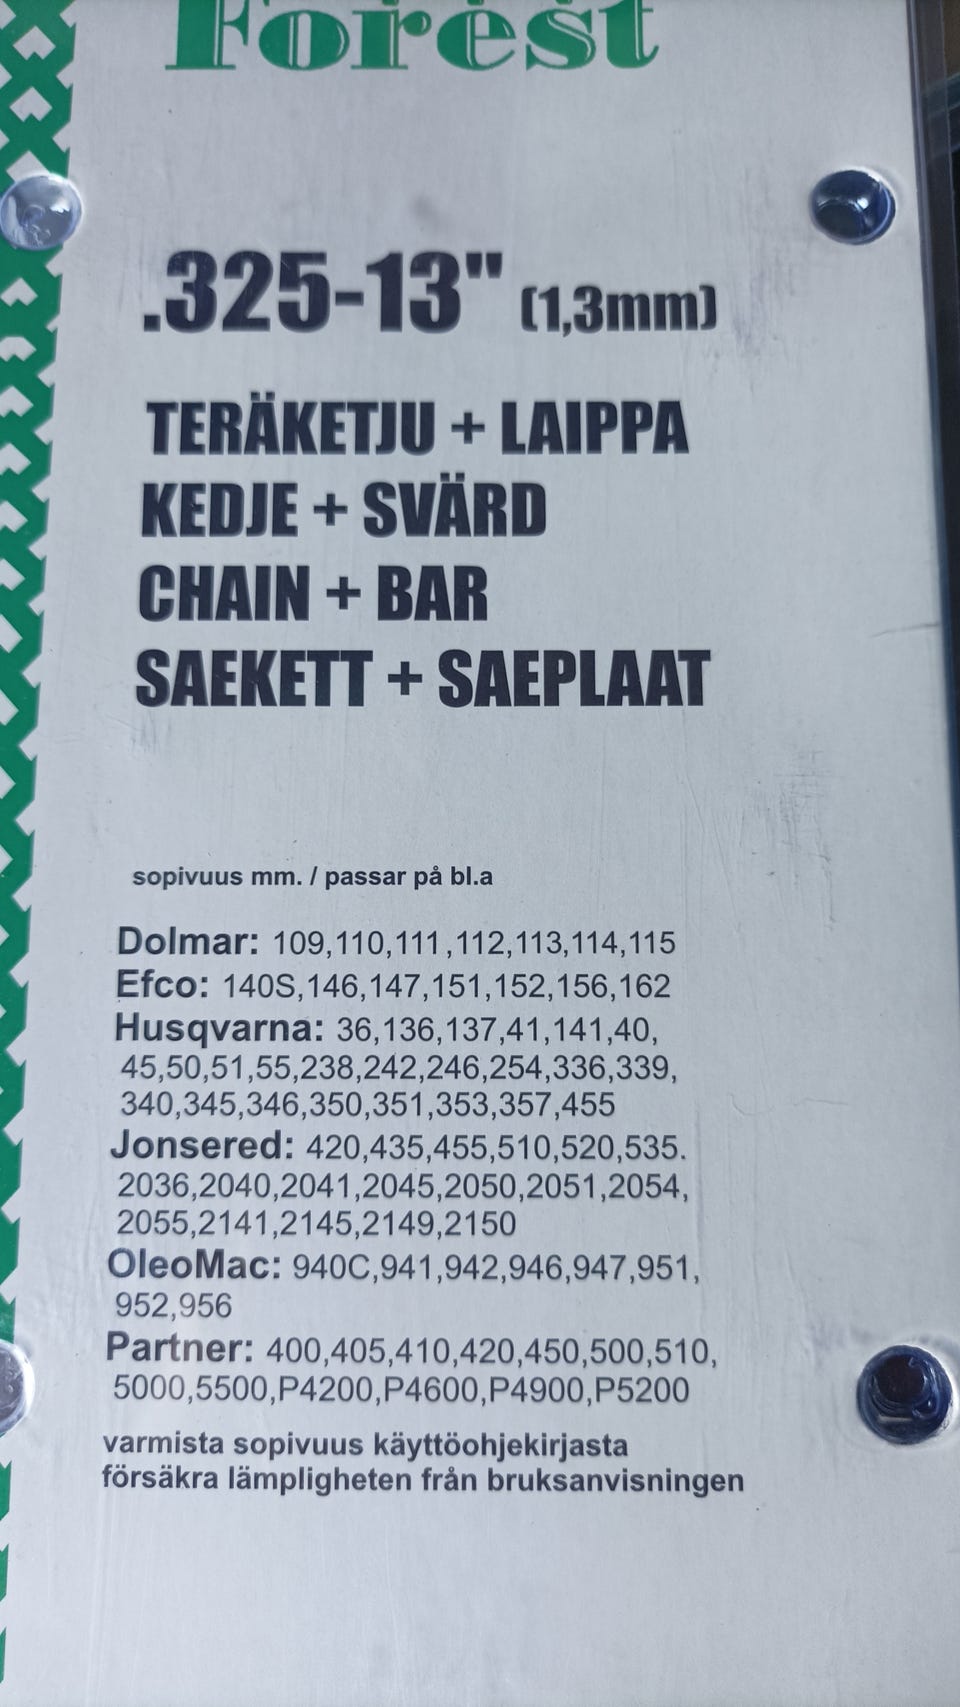 Forest
.325-13" (1,3mm)
TERÄKETJU + LAIPPA
KEDJE + SVÄRD
CHAIN + BAR
SAEKETT + SAEPLAAT
sopivuus mm. / passar på bl.a
Dolmar: 109,110,111,112,113,114,115
Efco: 140S,146,147,151,152,156,162
Husqvarna: 36,136,137,41,141,40,
45,50,51,55,238,242,246,254,336,339,
340,345,346,350,351,353,357,455
Jonsered: 420,435,455,510,520,535.
2036,2040,2041,2045,2050,2051,2054,
2055,2141,2145,2149,2150
OleoMac: 940C,941,942,946,947,951,
952,956
Partner: 400,405,410,420,450,500,510,
5000,5500,P4200,P4600,P4900,P5200
varmista sopivuus käyttöohjekirjasta
försäkra lämpligheten från bruksanvisningen